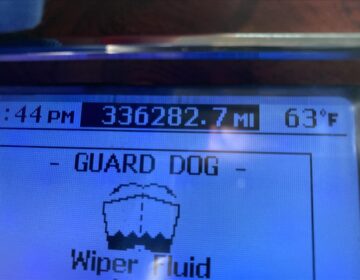 :44 PM 336282.7 MI 63°F
- GUARD DOG -
Wiper Fluid